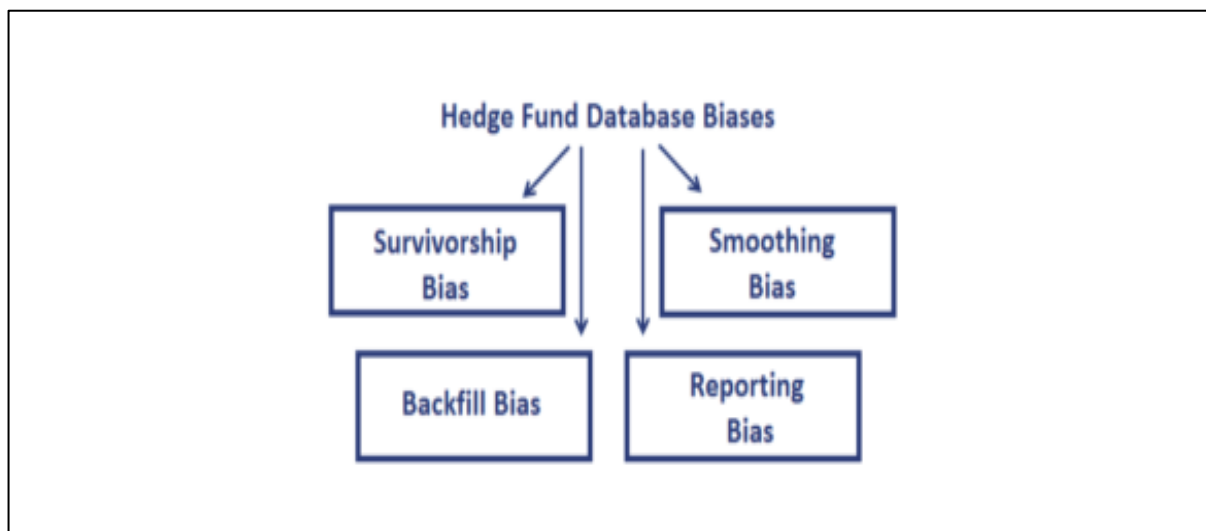 Hedge Fund Database Biases
Survivorship
Bias
Smoothing
Bias
Backfill Bias
Reporting
Bias